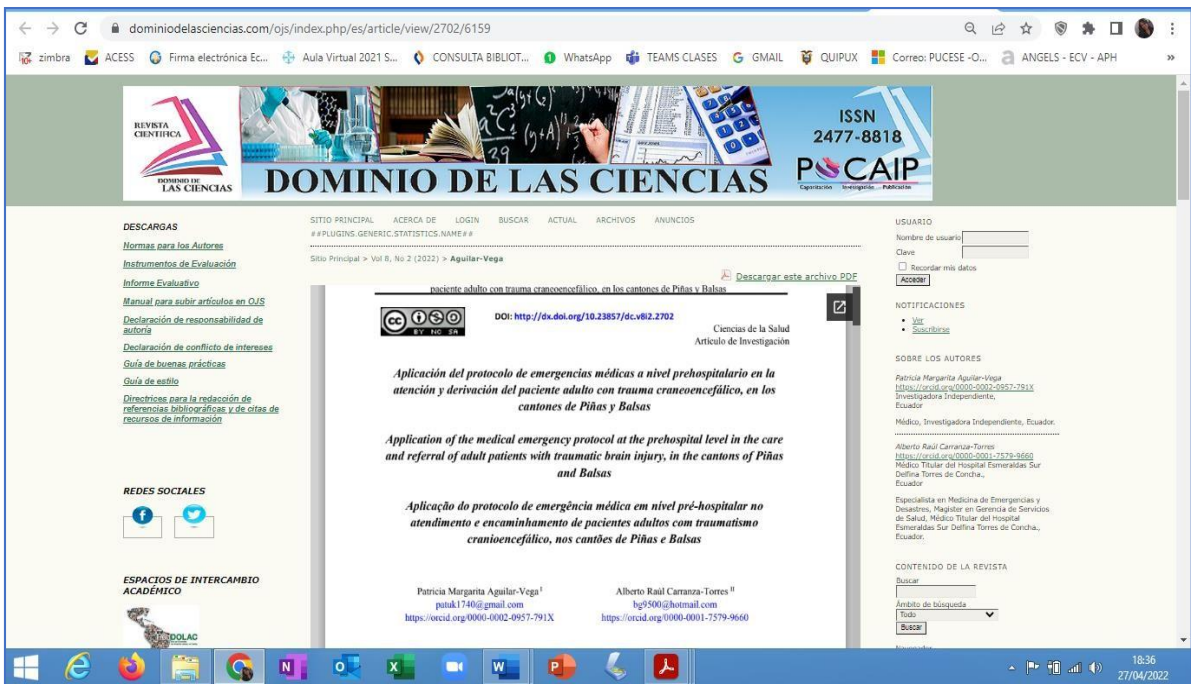 dominiodelasciencias.com/ojs/index.php/es/article/view/2702/6159
zimbra ACESS Firma electrónica Ec... Aula Virtual 2021 S... CONSULTA BIBLIOT... WhatsApp TEAMS CLASES GMAIL QUIPUX Correo: PUCESE -O... ANGELS - ECV - APH »
REVISTA
CIENTIFICA
DOMINIO DE
LAS CIENCIAS
DOMINIO DE LAS CIENCIAS
ISSN
2477-8818
POCAIP
Capacitación Investigación Publicación
DESCARGAS
Normas para los Autores
Instrumentos de Evaluación
Informe Evaluativo
Manual para subir artículos en OJS
Declaración de responsabilidad de
autoría
Declaración de conflicto de intereses
Guía de buenas prácticas
Guía de estilo
Directrices para la redacción de
referencias bibliográficas y de citas de
recursos de información
REDES SOCIALES
ESPACIOS DE INTERCAMBIO
ACADÉMICO
DOLAC
SITIO PRINCIPAL ACERCA DE LOGIN BUSCAR ACTUAL ARCHIVOS ANUNCIOS
##PLUGINS.GENERIC.STATISTICS.NAME##
Sitio Principal > Vol 8, No 2 (2022) > Aguilar-Vega
Descargar este archivo PDF
paciente adulto con trauma craneoencefálico, en los cantones de Piñas y Balsas
cc BY NC SA
DOI: http://dx.doi.org/10.23857/dc.v8i2.2702
Ciencias de la Salud
Artículo de Investigación
Aplicación del protocolo de emergencias médicas a nivel prehospitalario en la
atención y derivación del paciente adulto con trauma craneoencefálico, en los
cantones de Piñas y Balsas
Application of the medical emergency protocol at the prehospital level in the care
and referral of adult patients with traumatic brain injury, in the cantons of Piñas
and Balsas
Aplicação do protocolo de emergência médica em nível pré-hospitalar no
atendimento e encaminhamento de pacientes adultos com traumatismo
cranioencefálico, nos cantões de Piñas e Balsas
Patricia Margarita Aguilar-Vega I
patuk1740@gmail.com
https://orcid.org/0000-0002-0957-791X
Alberto Raúl Carranza-Torres II
bg9500@hotmail.com
https://orcid.org/0000-0001-7579-9660
USUARIO
Nombre de usuario
Clave
Recordar mis datos
Acceder
NOTIFICACIONES
Ver
Suscribirse
SOBRE LOS AUTORES
Patricia Margarita Aguilar-Vega
https://orcid.org/0000-0002-0957-791X
Investigadora Independiente,
Ecuador
Médico, Investigadora Independiente, Ecuador.
Alberto Raúl Carranza-Torres
https://orcid.org/0000-0001-7579-9660
Médico Titular del Hospital Esmeraldas Sur
Delfina Torres de Concha.,
Ecuador
Especialista en Medicina de Emergencias y
Desastres, Magister en Gerencia de Servicios
de Salud, Médico Titular del Hospital
Esmeraldas Sur Delfina Torres de Concha.,
Ecuador.
CONTENIDO DE LA REVISTA
Buscar
Ámbito de búsqueda
Todo
Buscar
18:36
27/04/2022